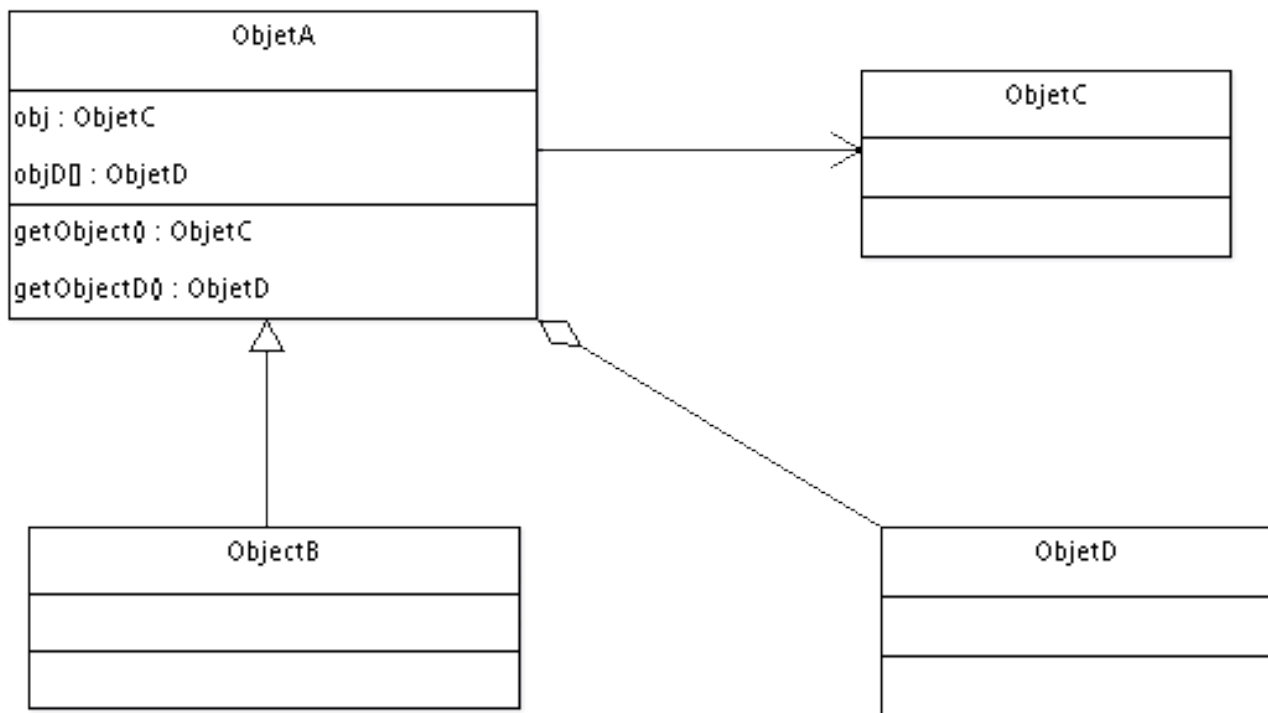 ObjetA
obj : ObjetC
objD[] : ObjetD
getObject() : ObjetC
getObjectD() : ObjetD
ObjetC
ObjectB
ObjetD